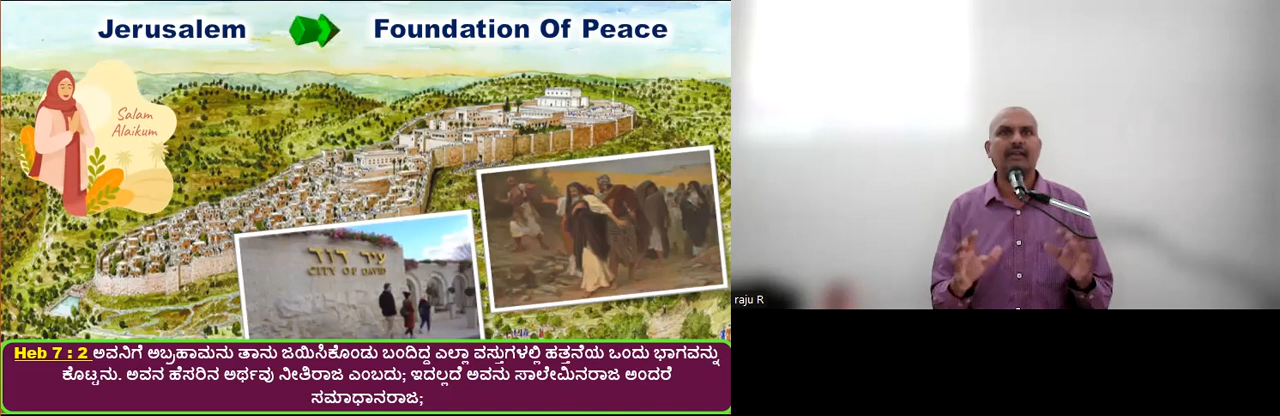 Jerusalem Foundation Of Peace
Salam
Alaikum
עיר דוד
CITY OF DAVID
raju R
Heb 7 : 2 ಅವನಿಗೆ ಅಬ್ರಹಾಮನು ತಾನು ಜಯಿಸಿಕೊಂಡು ಬಂದಿದ್ದ ಎಲ್ಲಾ ವಸ್ತುಗಳಲ್ಲಿ ಹತ್ತನೆಯ ಒಂದು ಭಾಗವನ್ನು
ಕೊಟ್ಟನು. ಅವನ ಹೆಸರಿನ ಅರ್ಥವು ನೀತಿರಾಜ ಎಂಬದು; ಇದಲ್ಲದೆ ಅವನು ಸಾಲೇಮಿನರಾಜ ಅಂದರೆ
ಸಮಾಧಾನರಾಜ;